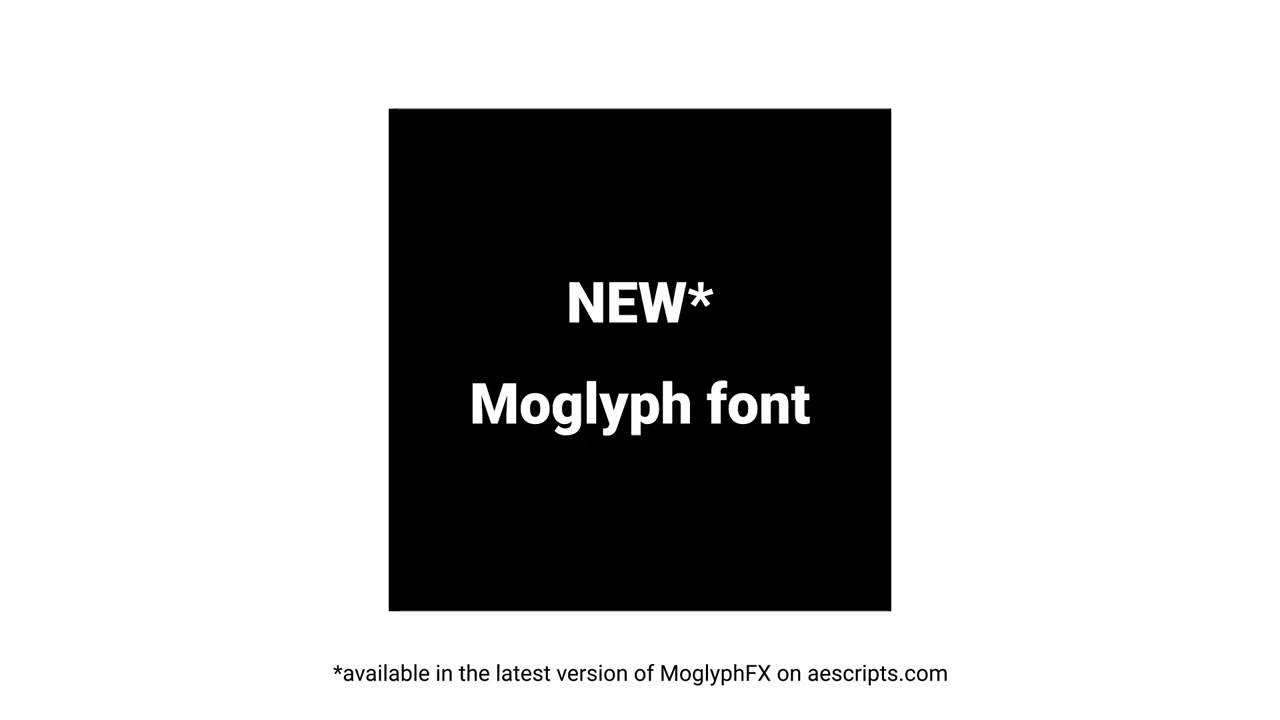 NEW*
Moglyph font
*available in the latest version of MoglyphFX on aescripts.com